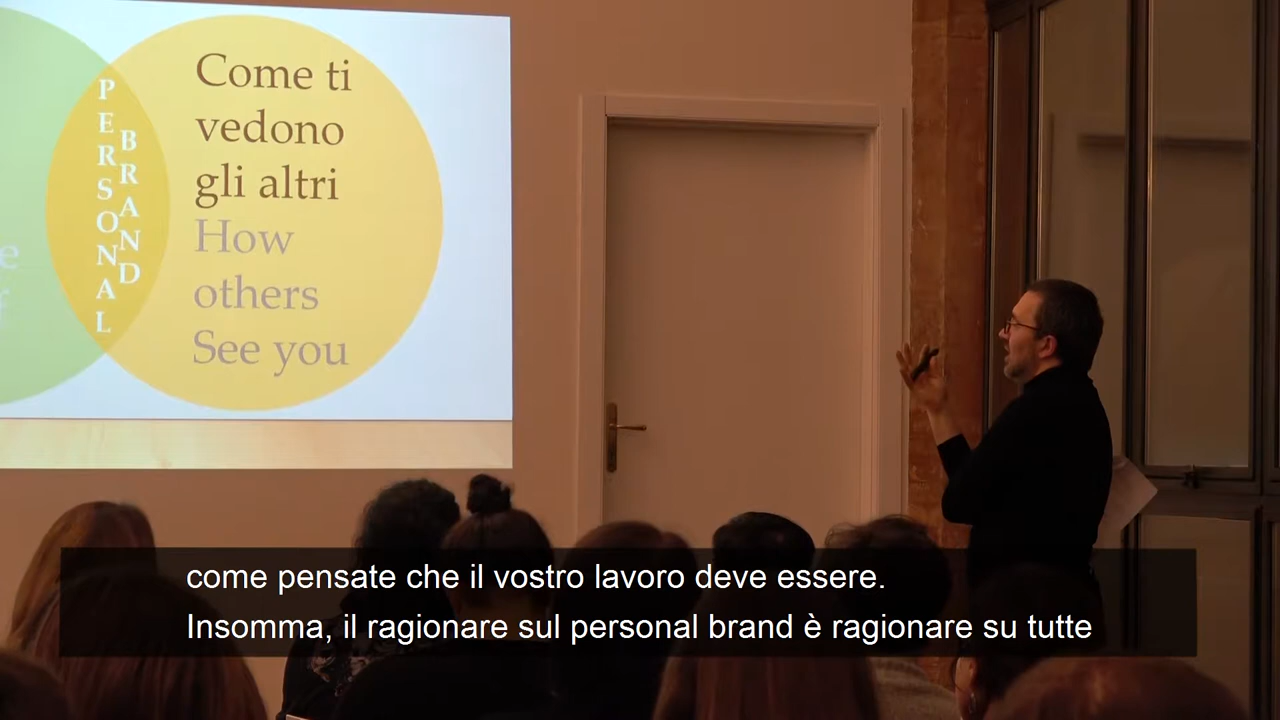 Come ti
vedono
gli altri
How
others
See you
PERSONAL
BRAND
come pensate che il vostro lavoro deve essere.
Insomma, il ragionare sul personal brand è ragionare su tutte